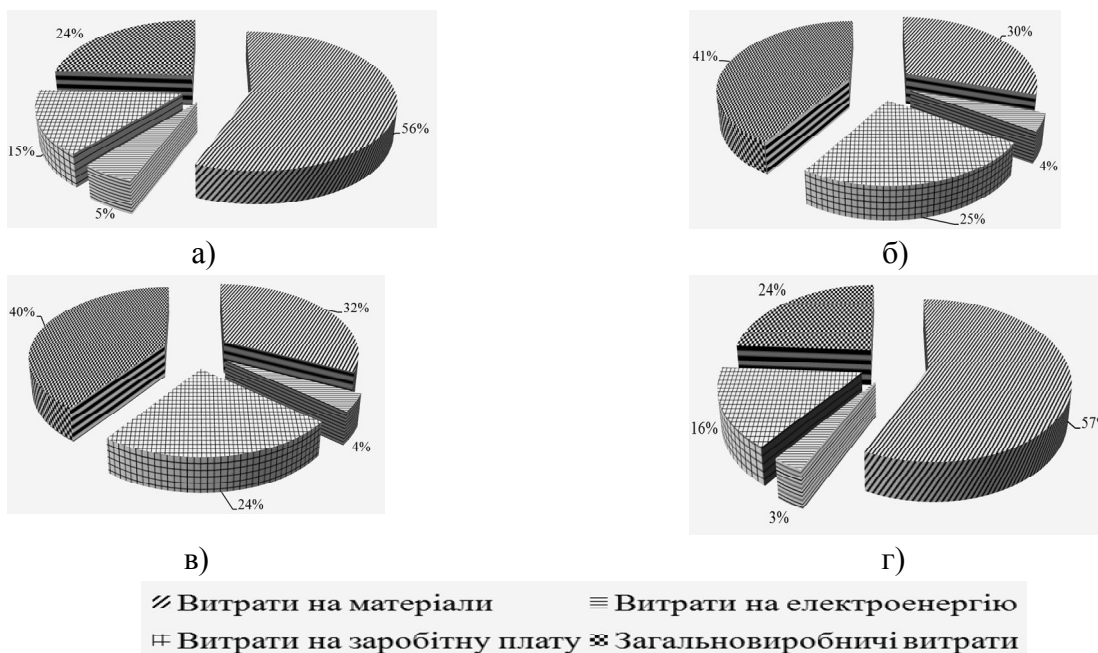 24%
56%
15%
5%
а)
41%
30%
4%
25%
б)
40%
32%
4%
24%
в)
24%
57%
16%
3%
г)
Витрати на матеріали
Витрати на електроенергію
Витрати на заробітну плату
Загальновиробничі витрати